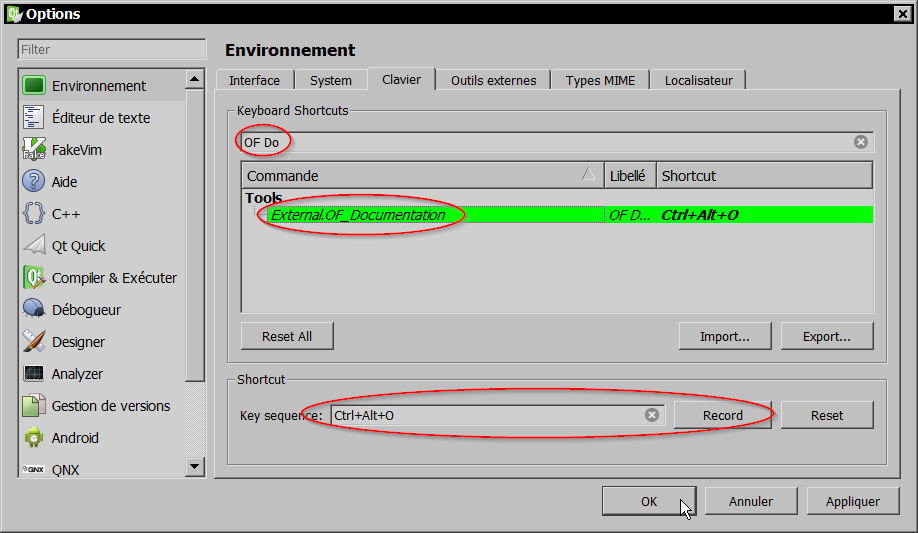 Options
Filter
Environnement
Éditeur de texte
FakeVim
Aide
C++
Qt Quick
Compiler & Exécuter
Débogueur
Designer
Analyzer
Gestion de versions
Android
QNX
Environnement
Interface System Clavier Outils externes Types MIME Localisateur
Keyboard Shortcuts
OF Do
Commande Libellé Shortcut
Tools
External.OF_Documentation OF D... Ctrl+Alt+O
Reset All Import... Export...
Shortcut
Key sequence: Ctrl+Alt+O Record Reset
OK Annuler Appliquer